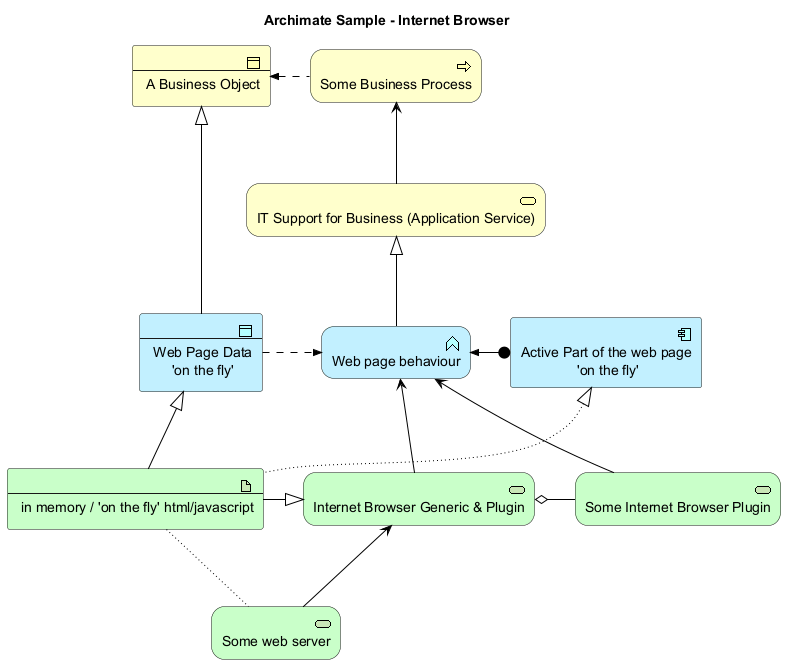 Archimate Sample - Internet Browser
A Business Object
Some Business Process
IT Support for Business (Application Service)
Web Page Data
'on the fly'
Web page behaviour
Active Part of the web page
'on the fly'
in memory / 'on the fly' html/javascript
Internet Browser Generic & Plugin
Some Internet Browser Plugin
Some web server